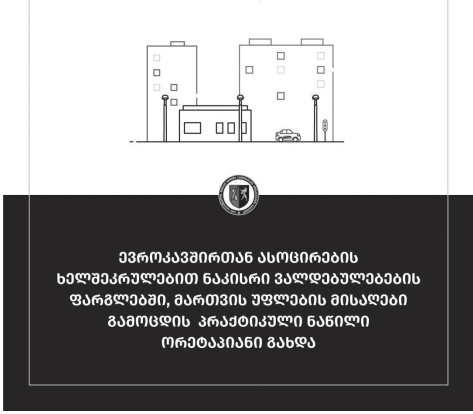 ევროკავშირთან ასოცირების
ხელშეკრულებით ნაკისრი ვალდებულებების
ფარგლებში, მართვის უფლების მისაღები
გამოცდის პრაქტიკული ნაწილი
ორეტაპიანი გახდა